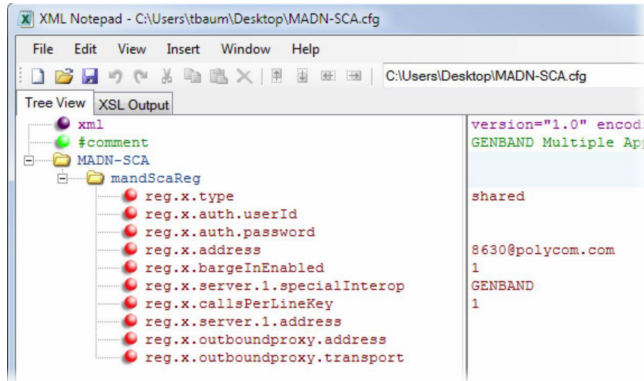 XML Notepad - C:\Users\tbaum\Desktop\MADN-SCA.cfg
File Edit View Insert Window Help
C:\Users\Desktop\MADN-SCA.cfg
Tree View XSL Output
xml version="1.0" encod
#comment GENBAND Multiple Ap
MADN-SCA
mandScaReg
reg.x.type shared
reg.x.auth.userId
reg.x.auth.password
reg.x.address 8630@polycom.com
reg.x.bargeInEnabled 1
reg.x.server.1.specialInterop GENBAND
reg.x.callsPerLineKey 1
reg.x.server.1.address
reg.x.outboundproxy.address
reg.x.outboundproxy.transport